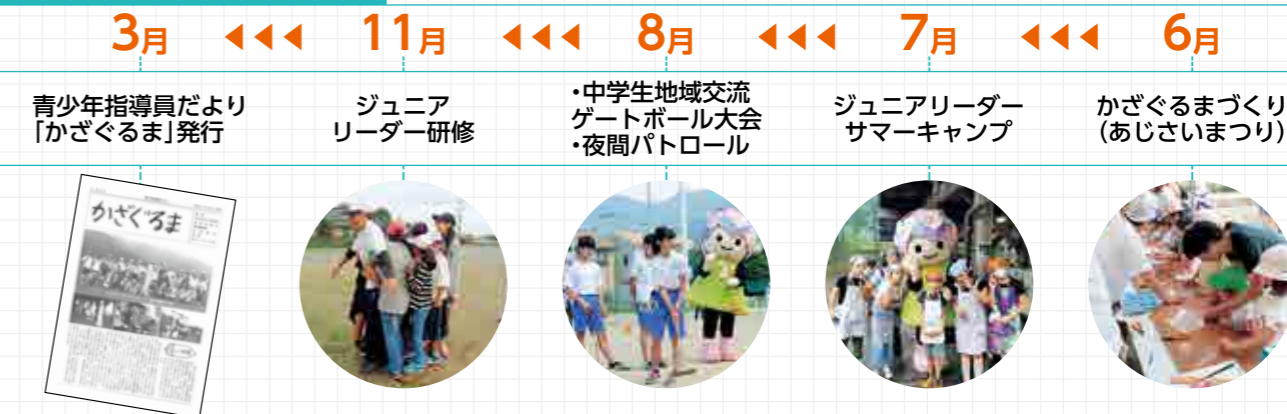 6月
かざぐるまづくり
(あじさいまつり)
7月
ジュニアリーダー
サマーキャンプ
8月
・中学生地域交流
ゲートボール大会
・夜間パトロール
11月
ジュニア
リーダー研修
3月
青少年指導員だより
「かざぐるま」発行
かざぐるま